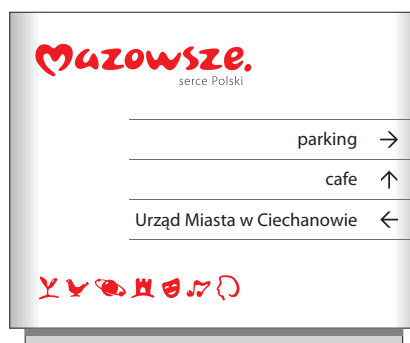 mazowsze.
serce Polski
parking →
cafe ↑
Urząd Miasta w Ciechanowie ←